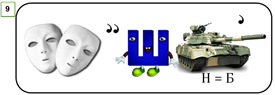 9
,, Ш ,
Н = Б